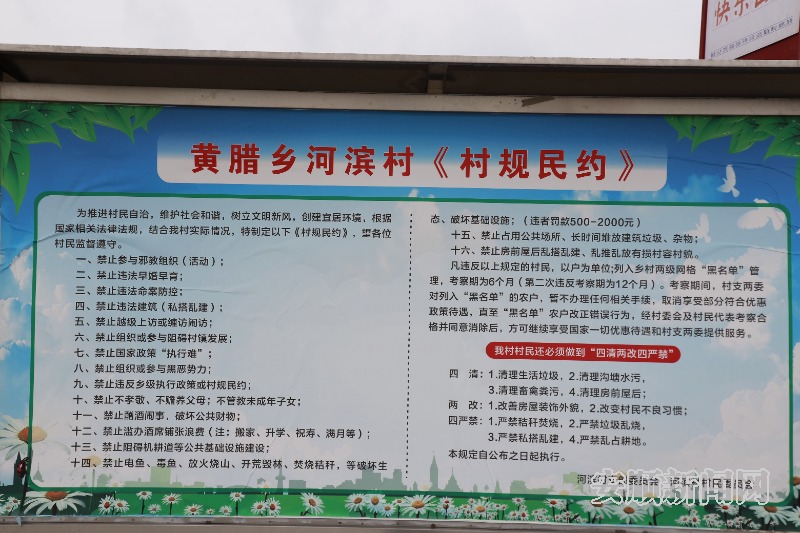 快乐
黄腊乡河滨村《村规民约》
为推进村民自治，维护社会和谐，树立文明新风，创建宜居环境，根据
国家相关法律法规，结合我村实际情况，特制定以下《村规民约》，望各位
村民监督遵守。
一、禁止参与邪教组织（活动）；
二、禁止违法早婚早育；
三、禁止违法命案防控；
四、禁止违法建筑（私搭乱建）；
五、禁止越级上访或缠访闹访；
六、禁止组织或参与阻碍村镇发展；
七、禁止国家政策“执行难”；
八、禁止组织或参与黑恶势力；
九、禁止违反乡级执行政策或村规民约；
十、禁止不孝敬、不赡养父母；不管教未成年子女；
十一、禁止酗酒闹事，破坏公共财物；
十二、禁止滥办酒席铺张浪费（注：搬家、升学、祝寿、满月等）；
十三、禁止阻碍机耕道等公共基础设施建设；
十四、禁止电鱼、毒鱼、放火烧山、开荒毁林、焚烧秸秆，等破坏生
态、破坏基础设施；（违者罚款500-2000元）
十五、禁止占用公共场所、长时间堆放建筑垃圾、杂物；
十六、禁止房前屋后乱搭乱建、乱推乱放有损村容村貌。
凡违反以上规定的村民，以户为单位;列入乡村两级网格“黑名单”管
理，考察期为6个月（第二次违反考察期为12个月）。考察期间，村支两委
对列入“黑名单”的农户，暂不办理任何相关手续，取消享受部分符合优惠
政策待遇，直至“黑名单”农户改正错误行为，经村委会及村民代表考察合
格并同意消除后，方可继续享受国家一切优惠待遇和村支两委提供服务。
我村村民还必须做到“四清两改四严禁”
四 清：1.清理生活垃圾，2.清理沟塘水污，
3.清理畜禽粪污，4.清理房前屋后；
两 改：1.改善房屋装饰外貌，2.改变村民不良习惯；
四严禁：1.严禁秸秆焚烧，2.严禁垃圾乱烧，
3.严禁私搭乱建，4.严禁乱占耕地。
本规定自公布之日起执行。
安顺新闻网